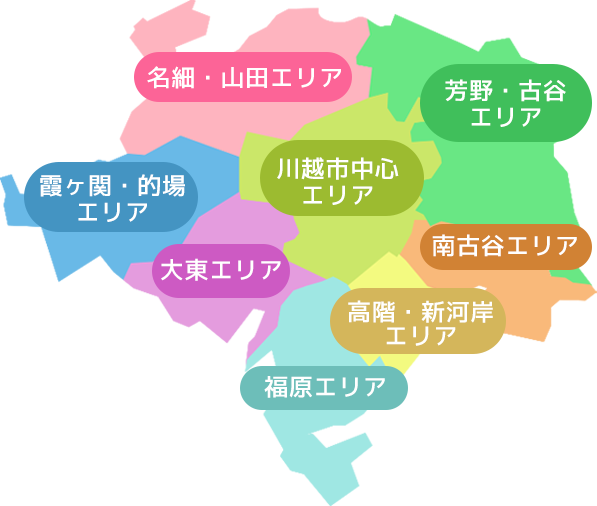 名細・山田エリア
芳野・古谷
エリア
川越市中心
エリア
霞ヶ関・的場
エリア
南古谷エリア
大東エリア
高階・新河岸
エリア
福原エリア